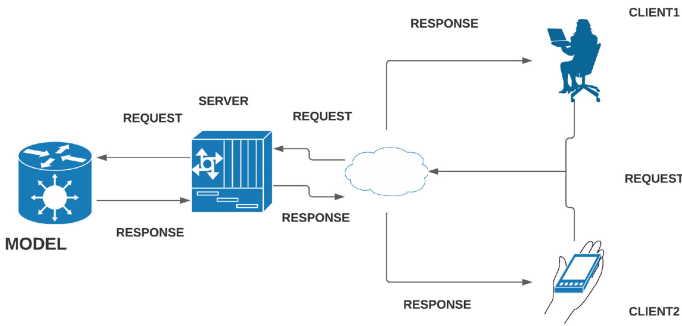 CLIENT1
RESPONSE
SERVER
REQUEST
REQUEST
REQUEST
RESPONSE
RESPONSE
MODEL
RESPONSE
CLIENT2